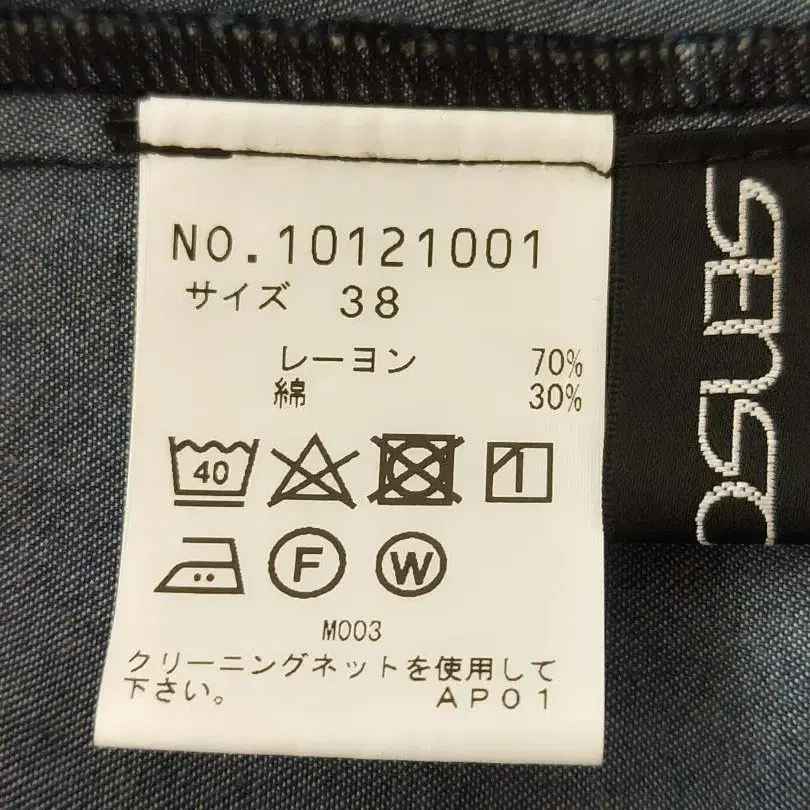 NO.10121001
サイズ 38
レーヨン 70%
綿 30%
40
F W
M003
クリーニングネットを使用して
下さい。 AP01
senso